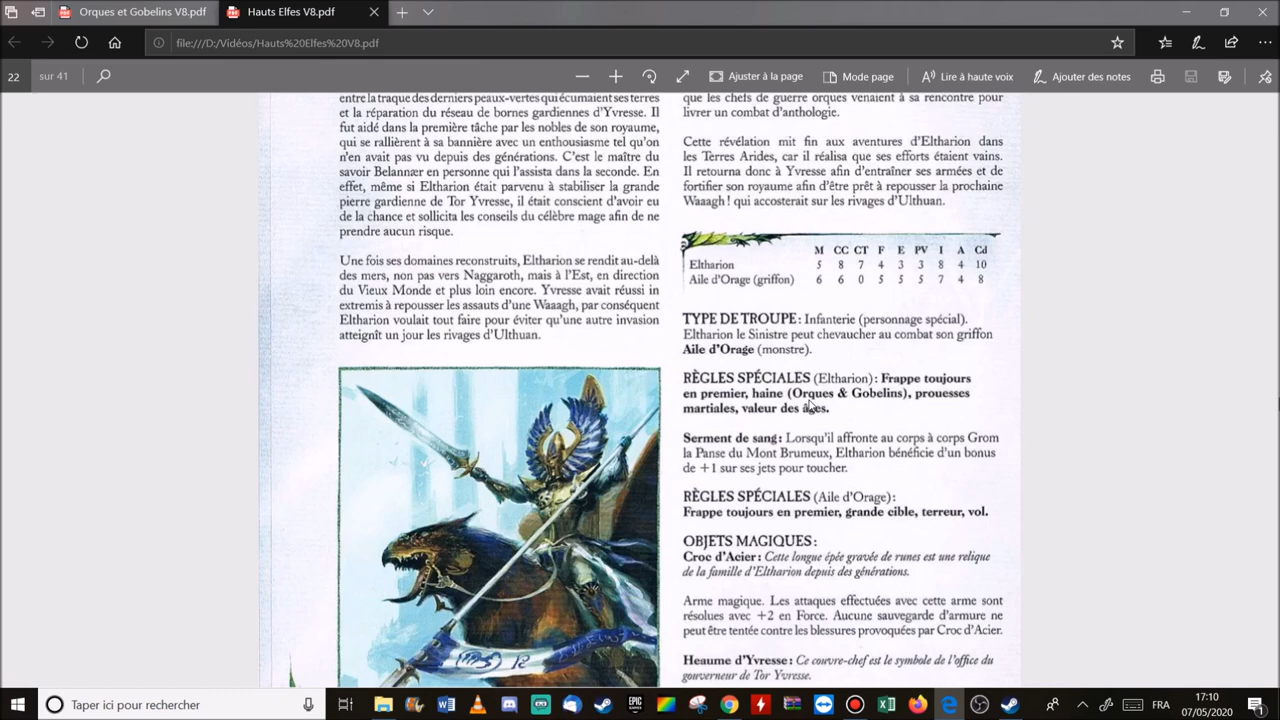 Orques et Gobelins V8.pdf
Hauts Elfes V8.pdf
file:///D:/Vidéos/Hauts%20Elfes%20V8.pdf
22 sur 41
Ajuster à la page
Mode page
Lire à haute voix
Ajouter des notes
entre la traque des derniers peaux-vertes qui écumaient ses terres
et la réparation du réseau de bornes gardiennes d'Yvresse. Il
fut aidé dans la première tâche par les nobles de son royaume,
qui se rallièrent à sa bannière avec un enthousiasme tel qu'on
n'en avait pas vu depuis des générations. C'est le maître du
savoir Belannær en personne qui l'assista dans la seconde. En
effet, même si Eltharion était parvenu à stabiliser la grande
pierre gardienne de Tor Yvresse, il était conscient d'avoir eu
de la chance et sollicita les conseils du célèbre mage afin de ne
prendre aucun risque.
Une fois ses domaines reconstruits, Eltharion se rendit au-delà
des mers, non pas vers Naggaroth, mais à l'Est, en direction
du Vieux Monde et plus loin encore. Yvresse avait réussi in
extremis à repousser les assauts d'une Waaagh, par conséquent
Eltharion voulait tout faire pour éviter qu'une autre invasion
atteignît un jour les rivages d'Ulthuan.
que les chefs de guerre orques venaient à sa rencontre pour
livrer un combat d'anthologie.
Cette révélation mit fin aux aventures d'Eltharion dans
les Terres Arides, car il réalisa que ses efforts étaient vains.
Il retourna donc à Yvresse afin d'entraîner ses armées et de
fortifier son royaume afin d'être prêt à repousser la prochaine
Waaagh ! qui accosterait sur les rivages d'Ulthuan.
M CC CT F E PV I A Cd
Eltharion 5 8 7 4 3 3 8 4 10
Aile d'Orage (griffon) 6 6 0 5 5 5 7 4 8
TYPE DE TROUPE : Infanterie (personnage spécial).
Eltharion le Sinistre peut chevaucher au combat son griffon
Aile d'Orage (monstre).
RÈGLES SPÉCIALES (Eltharion) : Frappe toujours
en premier, haine (Orques & Gobelins), prouesses
martiales, valeur des âges.
Serment de sang : Lorsqu'il affronte au corps à corps Grom
la Panse du Mont Brumeux, Eltharion bénéficie d'un bonus
de +1 sur ses jets pour toucher.
RÈGLES SPÉCIALES (Aile d'Orage) :
Frappe toujours en premier, grande cible, terreur, vol.
OBJETS MAGIQUES :
Croc d'Acier : Cette longue épée gravée de runes est une relique
de la famille d'Eltharion depuis des générations.
Arme magique. Les attaques effectuées avec cette arme sont
résolues avec +2 en Force. Aucune sauvegarde d'armure ne
peut être tentée contre les blessures provoquées par Croc d'Acier.
Heaume d'Yvresse : Ce couvre-chef est le symbole de l'office du
gouverneur de Tor Yvresse.
Taper ici pour rechercher
EPIC
GAMES
FRA
17:10
07/05/2020
1